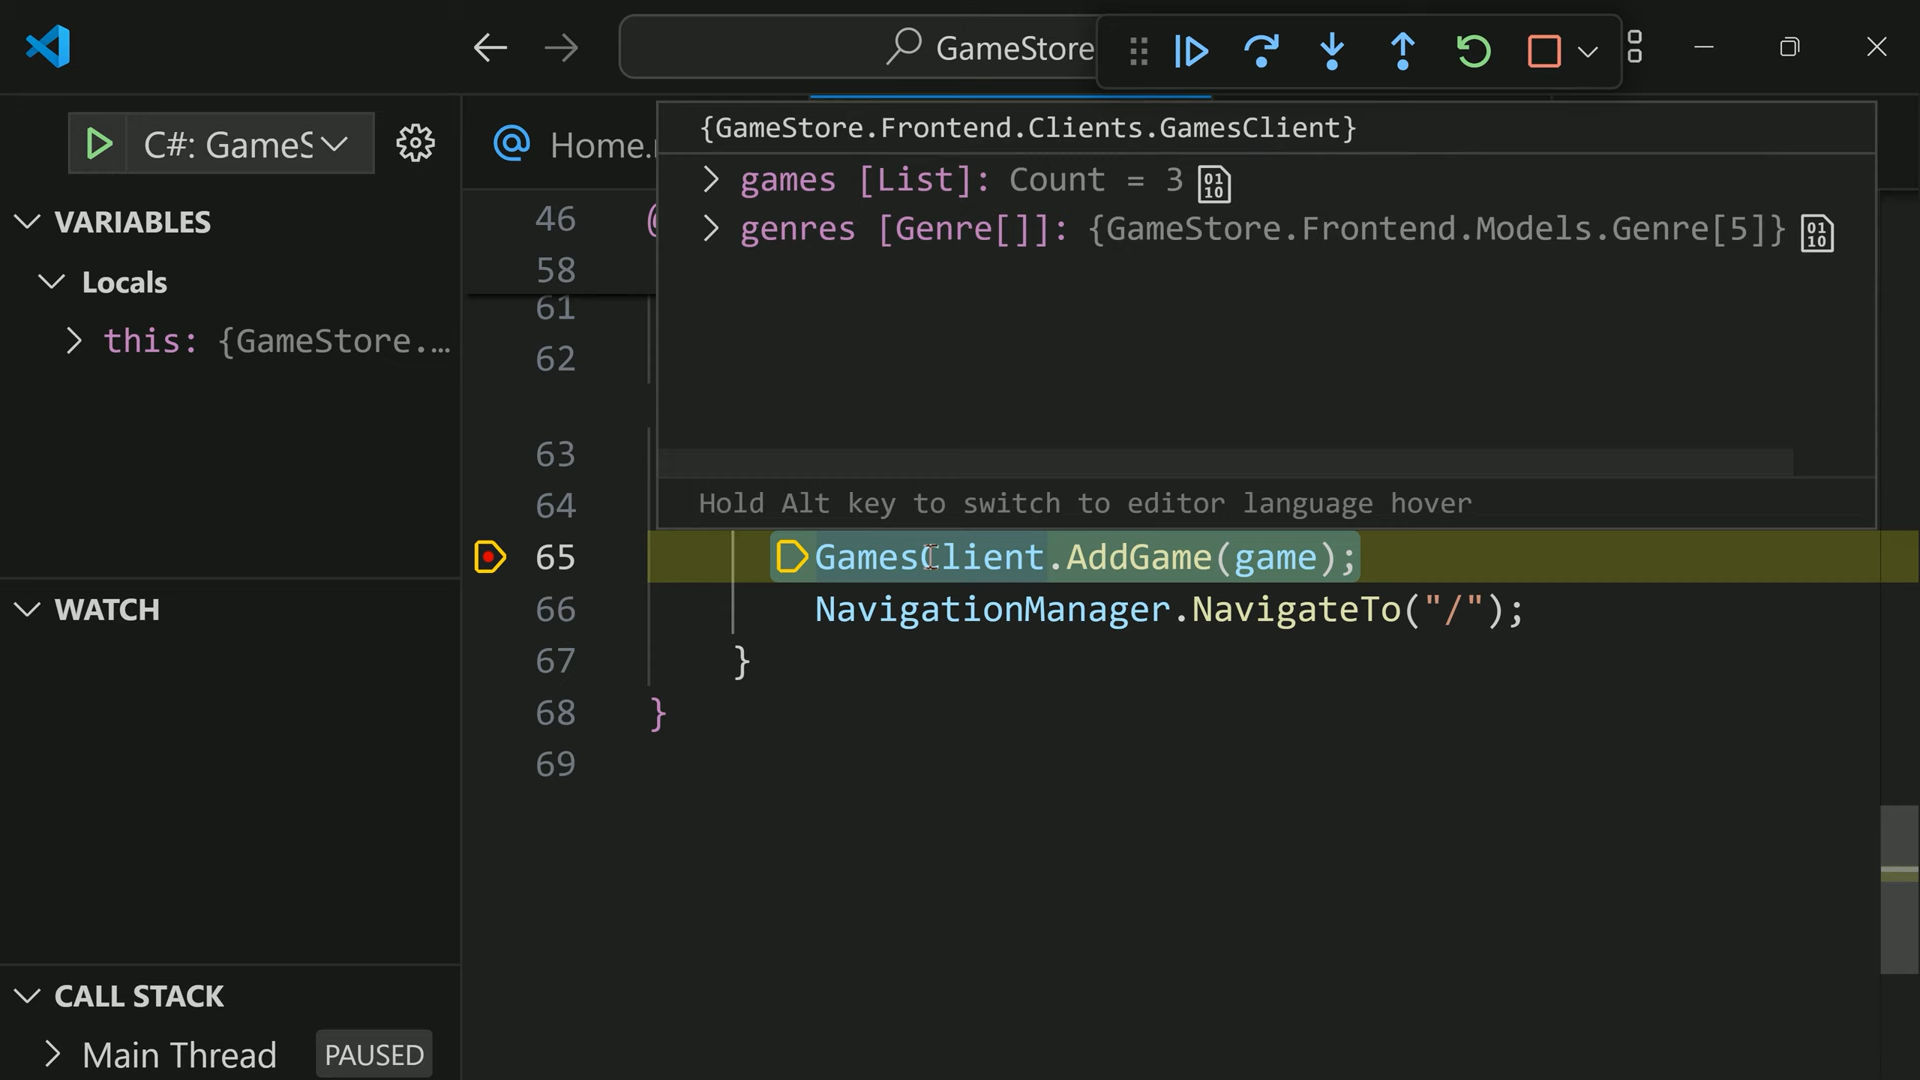 GameStore
C#: GameS
Home.
{GameStore.Frontend.Clients.GamesClient}
games [List]: Count = 3
genres [Genre[]]: {GameStore.Frontend.Models.Genre[5]}
Hold Alt key to switch to editor language hover
VARIABLES
Locals
this: {GameStore.…
WATCH
CALL STACK
Main Thread PAUSED
46
58
61
62
63
64
65 GamesClient.AddGame(game);
66 NavigationManager.NavigateTo("/");
67 }
68 }
69